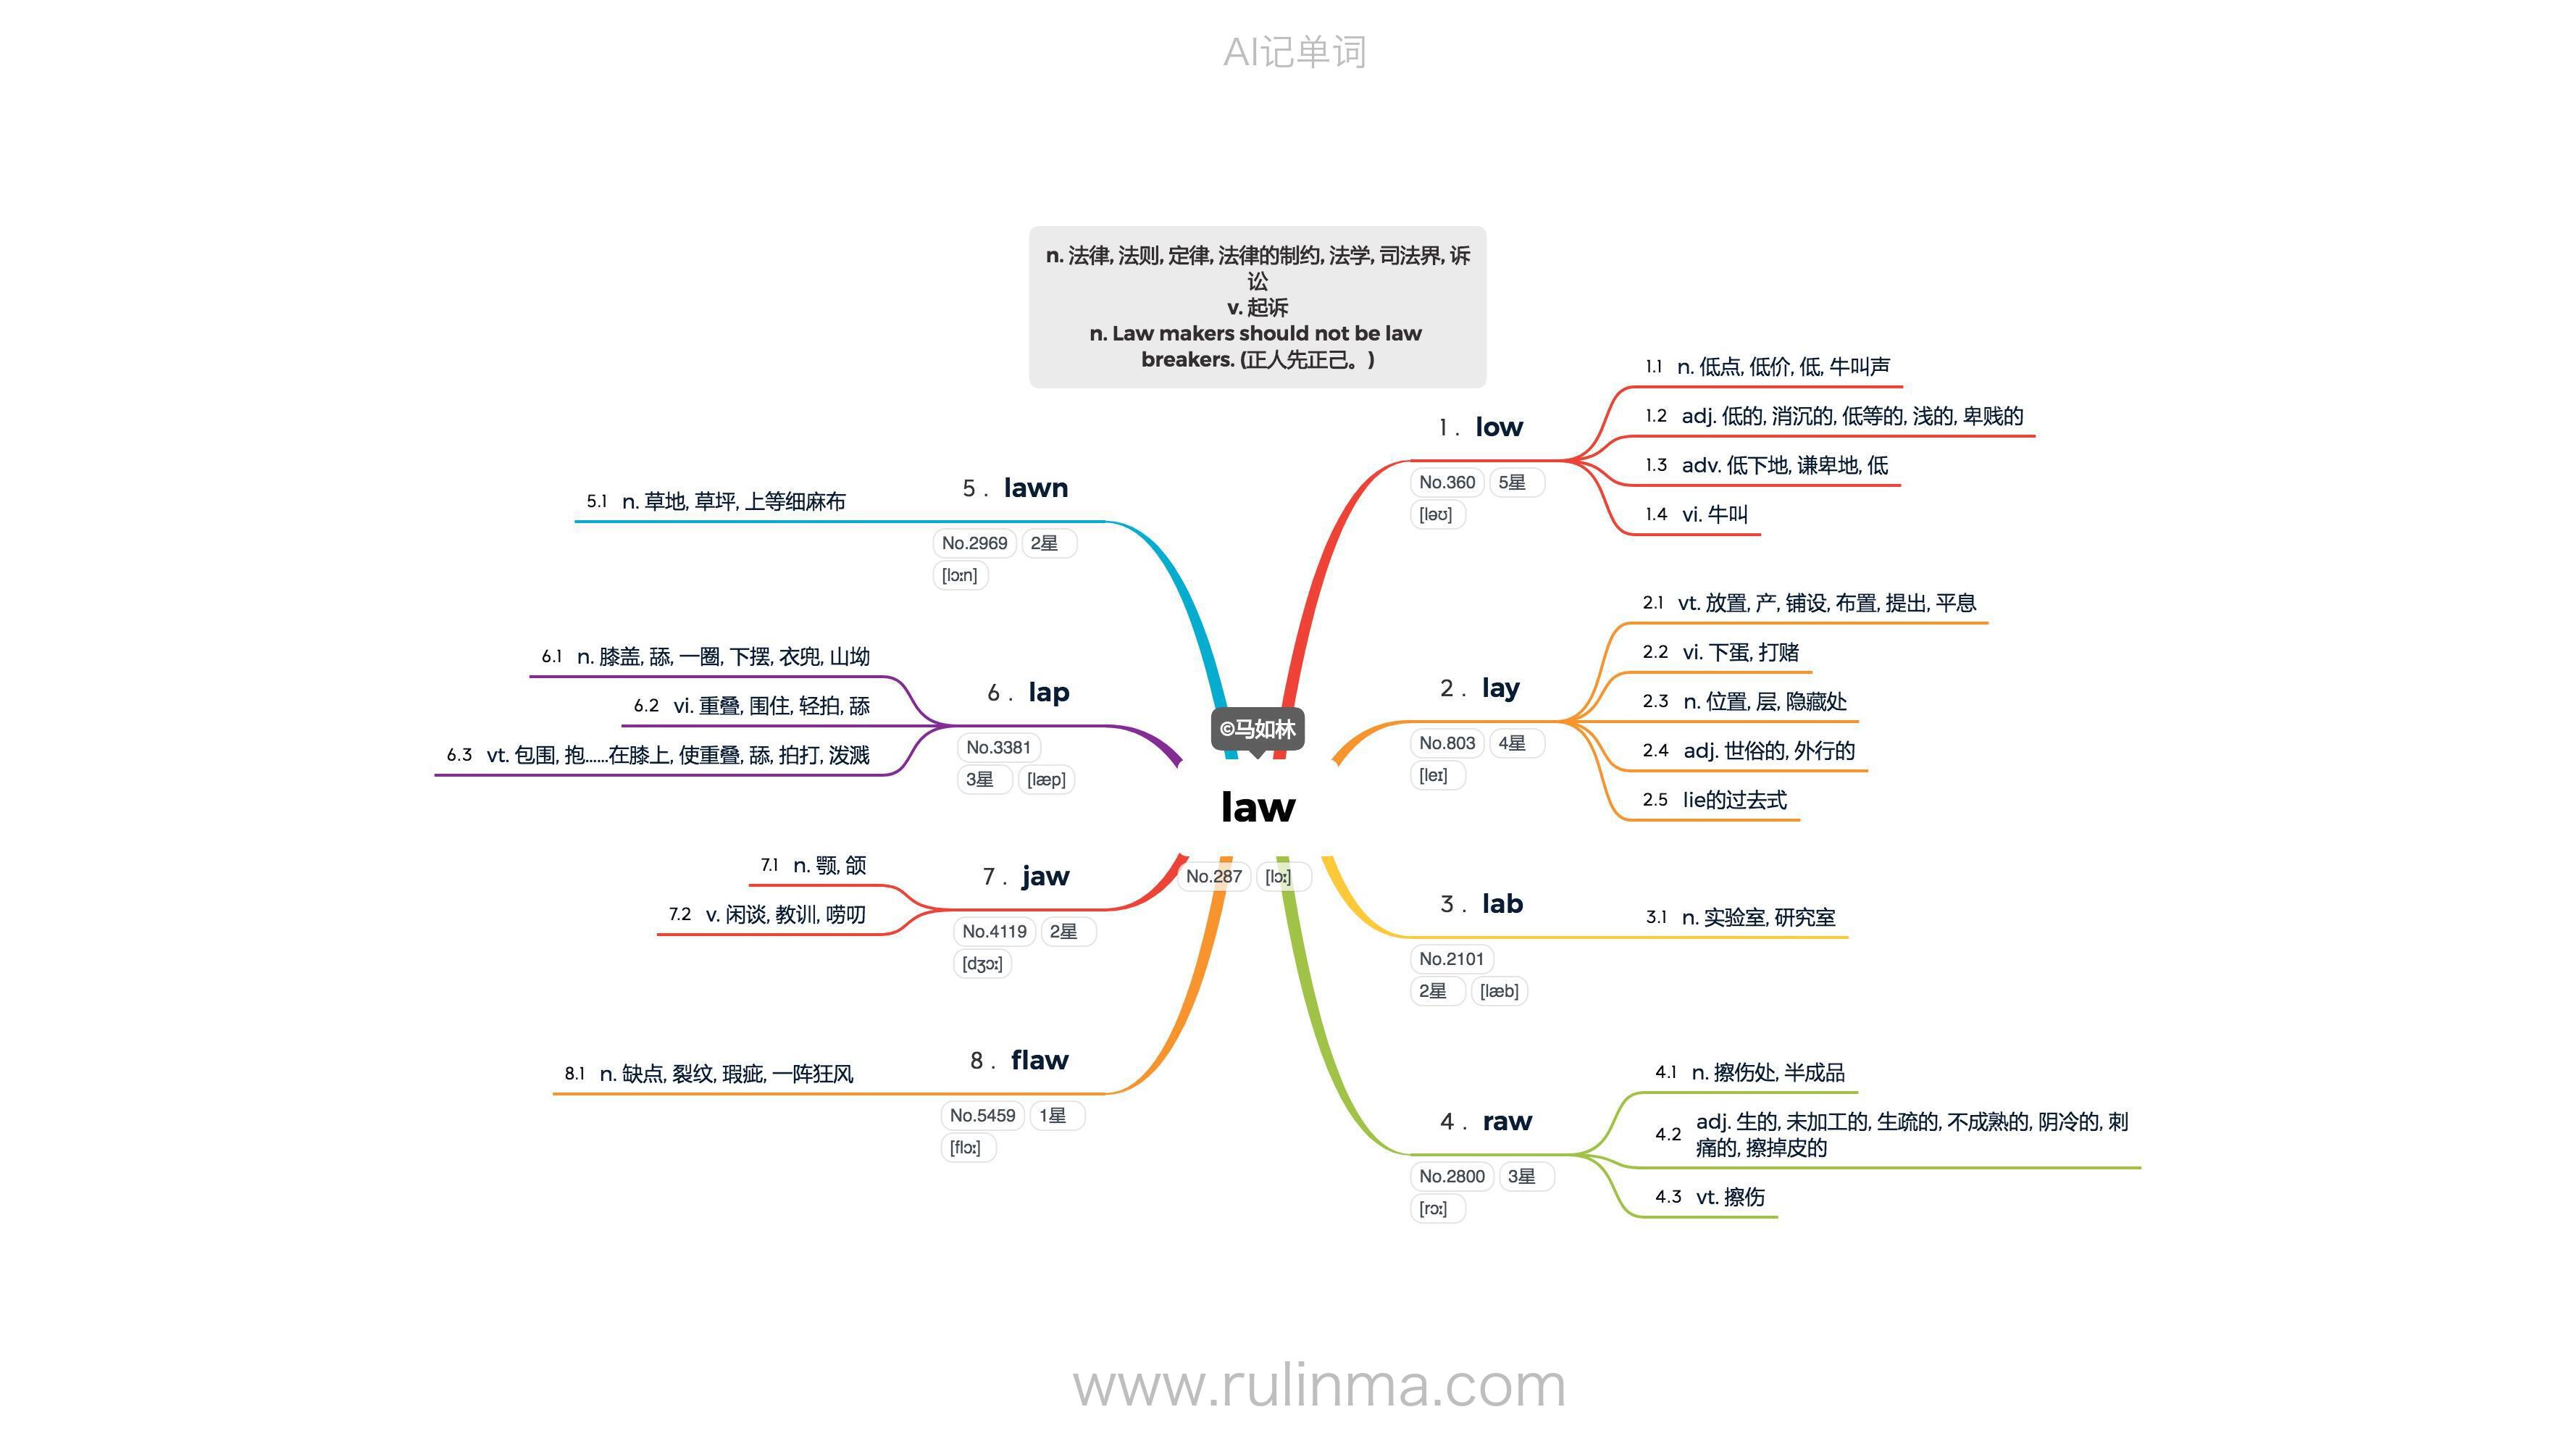 AI记单词
n. 法律, 法则, 定律, 法律的制约, 法学, 司法界, 诉
讼
v. 起诉
n. Law makers should not be law
breakers. (正人先正己。)
©马如林
law
No.287 [lɔː]
1 . low
No.360 5星
[ləʊ]
1.1 n. 低点, 低价, 低, 牛叫声
1.2 adj. 低的, 消沉的, 低等的, 浅的, 卑贱的
1.3 adv. 低下地, 谦卑地, 低
1.4 vi. 牛叫
2 . lay
No.803 4星
[leɪ]
2.1 vt. 放置, 产, 铺设, 布置, 提出, 平息
2.2 vi. 下蛋, 打赌
2.3 n. 位置, 层, 隐藏处
2.4 adj. 世俗的, 外行的
2.5 lie的过去式
3 . lab
No.2101
2星 [læb]
3.1 n. 实验室, 研究室
4 . raw
No.2800 3星
[rɔː]
4.1 n. 擦伤处, 半成品
4.2 adj. 生的, 未加工的, 生疏的, 不成熟的, 阴冷的, 刺
痛的, 擦掉皮的
4.3 vt. 擦伤
5 . lawn
No.2969 2星
[lɔːn]
5.1 n. 草地, 草坪, 上等细麻布
6 . lap
No.3381
3星 [læp]
6.1 n. 膝盖, 舔, 一圈, 下摆, 衣兜, 山坳
6.2 vi. 重叠, 围住, 轻拍, 舔
6.3 vt. 包围, 抱……在膝上, 使重叠, 舔, 拍打, 泼溅
7 . jaw
No.4119 2星
[dʒɔː]
7.1 n. 颚, 颌
7.2 v. 闲谈, 教训, 唠叨
8 . flaw
No.5459 1星
[flɔː]
8.1 n. 缺点, 裂纹, 瑕疵, 一阵狂风
www.rulinma.com